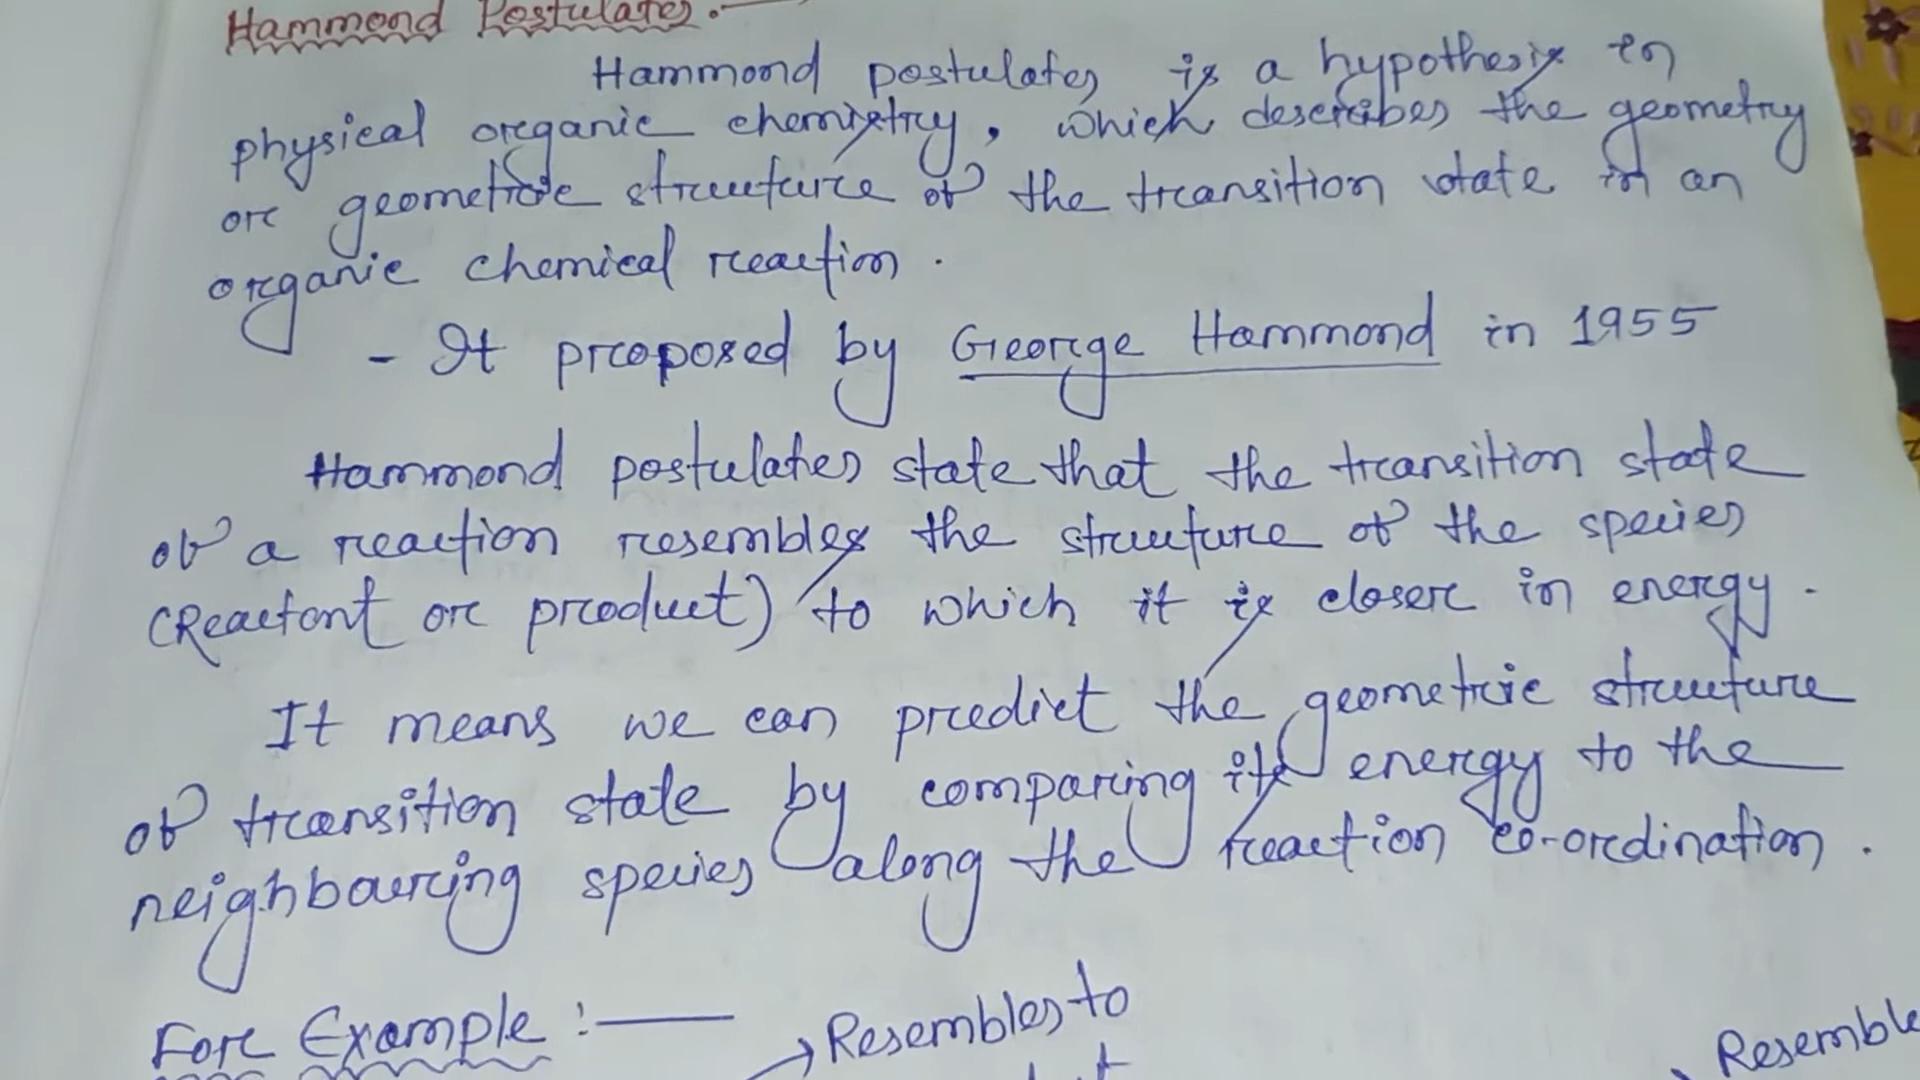 Hammond Postulates :-
Hammond postulates is a hypothesis in
physical organic chemistry, which describes the geometry
or geometric structure of the transition state in an
organic chemical reaction.
- It proposed by George Hammond in 1955
Hammond postulates state that the transition state
of a reaction resembles the structure of the species
(Reactant or product) to which it is closer in energy.
It means we can predict the geometric structure
of transition state by comparing its energy to the
neighbouring species along the reaction co-ordination.
For Example :-
→ Resembles to
Resemble